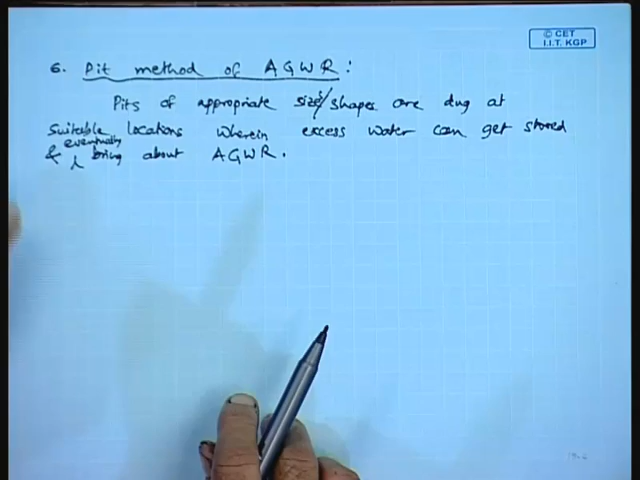 © CET
I.I.T. KGP
6. Pit method of AGWR:
Pits of appropriate sizes/shapes are dug at
suitable locations wherein excess water can get stored
& eventually bring about AGWR.